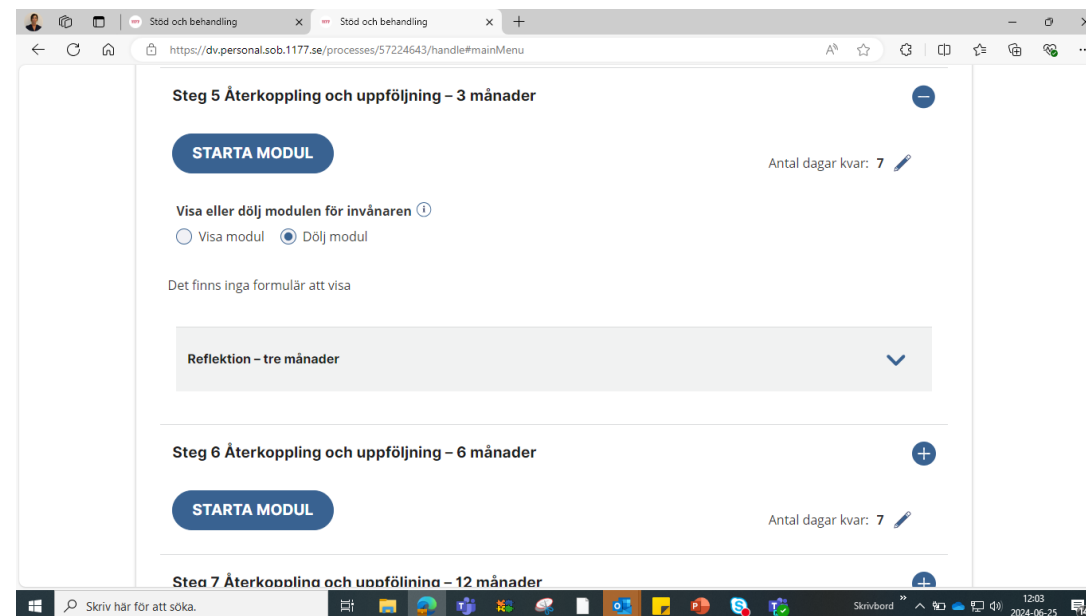 Stöd och behandling
Stöd och behandling
https://dv.personal.sob.1177.se/processes/57224643/handle#mainMenu
Steg 5 Återkoppling och uppföljning – 3 månader
STARTA MODUL
Antal dagar kvar: 7
Visa eller dölj modulen för invånaren
Visa modul Dölj modul
Det finns inga formulär att visa
Reflektion – tre månader
Steg 6 Återkoppling och uppföljning – 6 månader
STARTA MODUL
Antal dagar kvar: 7
Steg 7 Återkoppling och uppföljning – 12 månader
Skriv här för att söka.
Skrivbord
12:03
2024-06-25